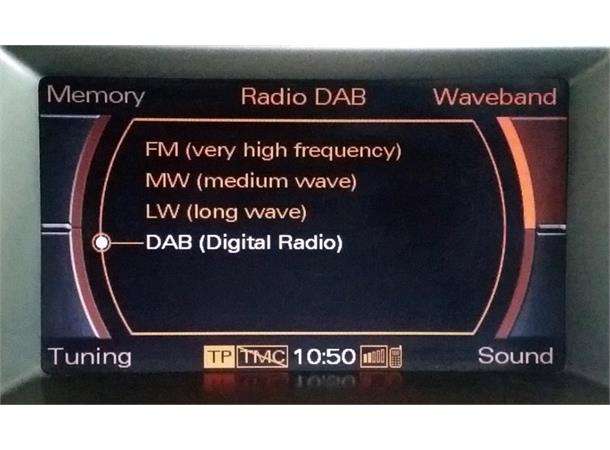 Memory Radio DAB Waveband
FM (very high frequency)
MW (medium wave)
LW (long wave)
DAB (Digital Radio)
Tuning TP TMC 10:50 Sound